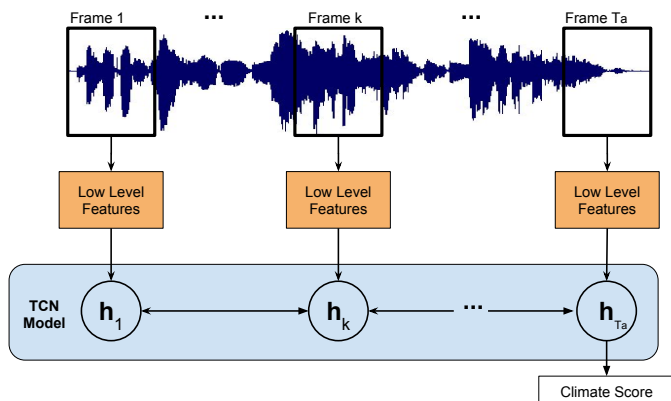 Frame 1 ... Frame k ... Frame Ta
Low Level
Features
Low Level
Features
Low Level
Features
TCN
Model
h1
hk
...
hTa
Climate Score